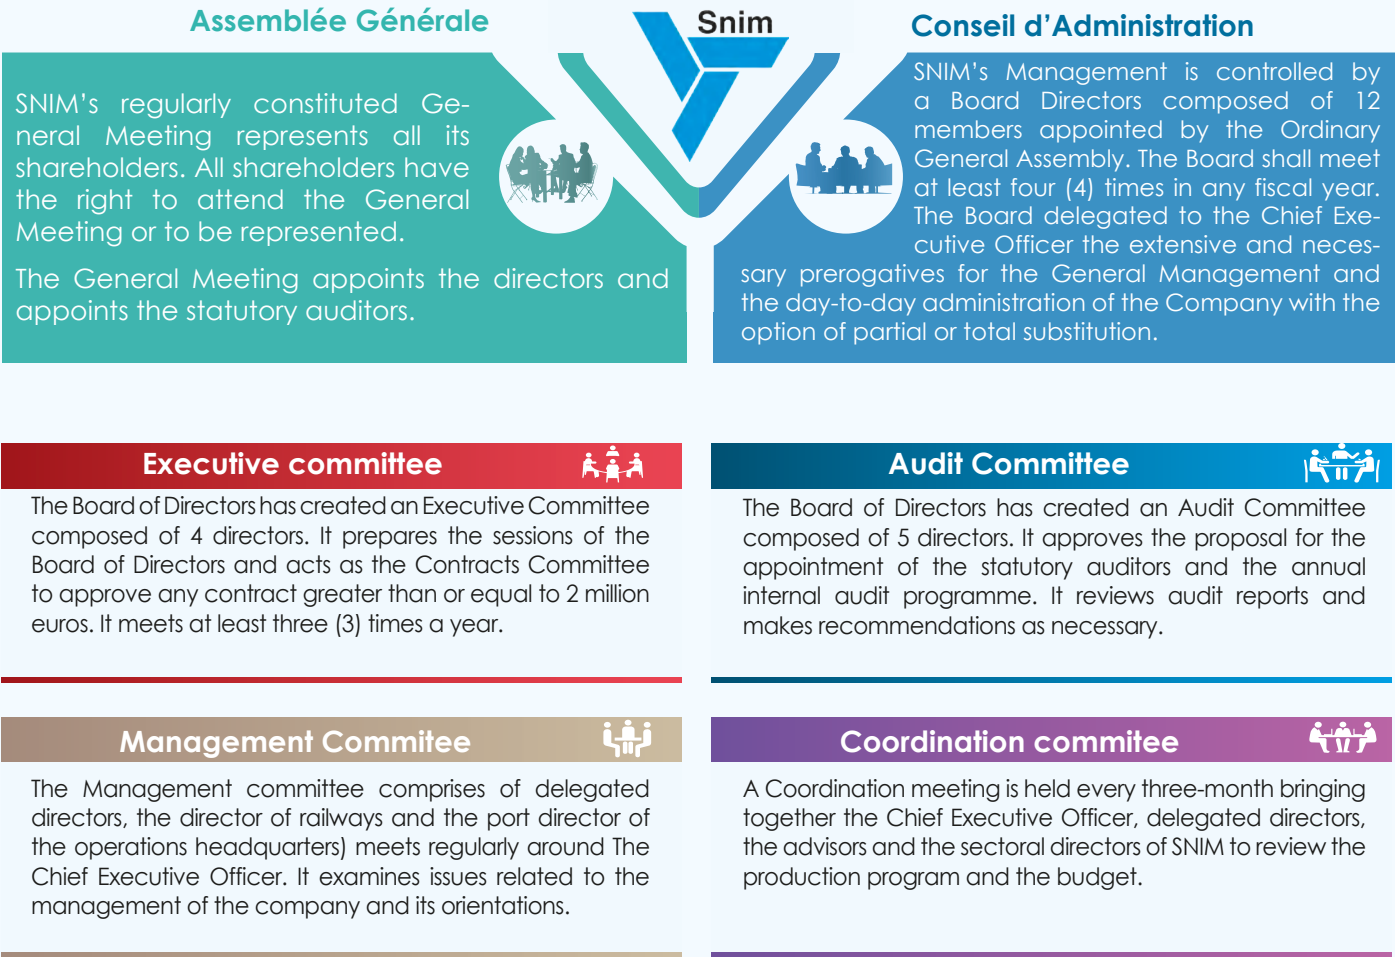 Assemblée Générale
SNIM's regularly constituted Ge-
neral Meeting represents all its
shareholders. All shareholders have
the right to attend the General
Meeting or to be represented.
The General Meeting appoints the directors and
appoints the statutory auditors.
Snim
Conseil d'Administration
SNIM's Management is controlled by
a Board Directors composed of 12
members appointed by the Ordinary
General Assembly. The Board shall meet
at least four (4) times in any fiscal year.
The Board delegated to the Chief Exe-
cutive Officer the extensive and neces-
sary prerogatives for the General Management and
the day-to-day administration of the Company with the
option of partial or total substitution.
Executive committee
The Board of Directors has created an Executive Committee
composed of 4 directors. It prepares the sessions of the
Board of Directors and acts as the Contracts Committee
to approve any contract greater than or equal to 2 million
euros. It meets at least three (3) times a year.
Audit Committee
The Board of Directors has created an Audit Committee
composed of 5 directors. It approves the proposal for the
appointment of the statutory auditors and the annual
internal audit programme. It reviews audit reports and
makes recommendations as necessary.
Management Commitee
The Management committee comprises of delegated
directors, the director of railways and the port director of
the operations headquarters) meets regularly around The
Chief Executive Officer. It examines issues related to the
management of the company and its orientations.
Coordination commitee
A Coordination meeting is held every three-month bringing
together the Chief Executive Officer, delegated directors,
the advisors and the sectoral directors of SNIM to review the
production program and the budget.